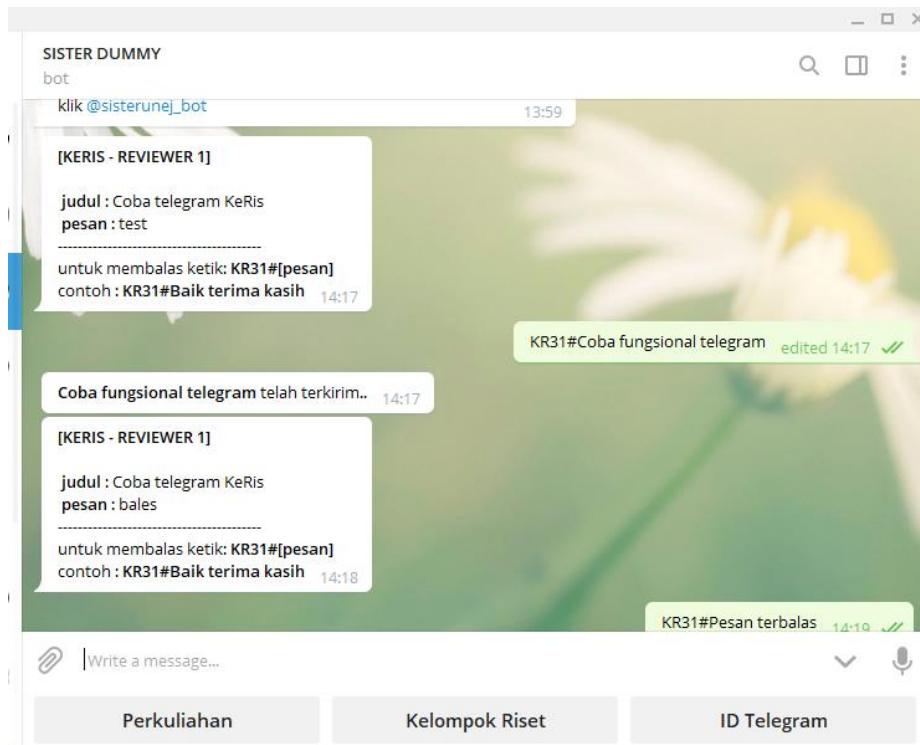 SISTER DUMMY
bot
klik @sisterunej_bot
13:59
[KERIS - REVIEWER 1]
judul : Coba telegram KeRis
pesan : test
-----------------------------------------
untuk membalas ketik: KR31#[pesan]
contoh : KR31#Baik terima kasih 14:17
KR31#Coba fungsional telegram edited 14:17
Coba fungsional telegram telah terkirim.. 14:17
[KERIS - REVIEWER 1]
judul : Coba telegram KeRis
pesan : bales
-----------------------------------------
untuk membalas ketik: KR31#[pesan]
contoh : KR31#Baik terima kasih 14:18
KR31#Pesan terbalas 14:19
Write a message...
Perkuliahan Kelompok Riset ID Telegram